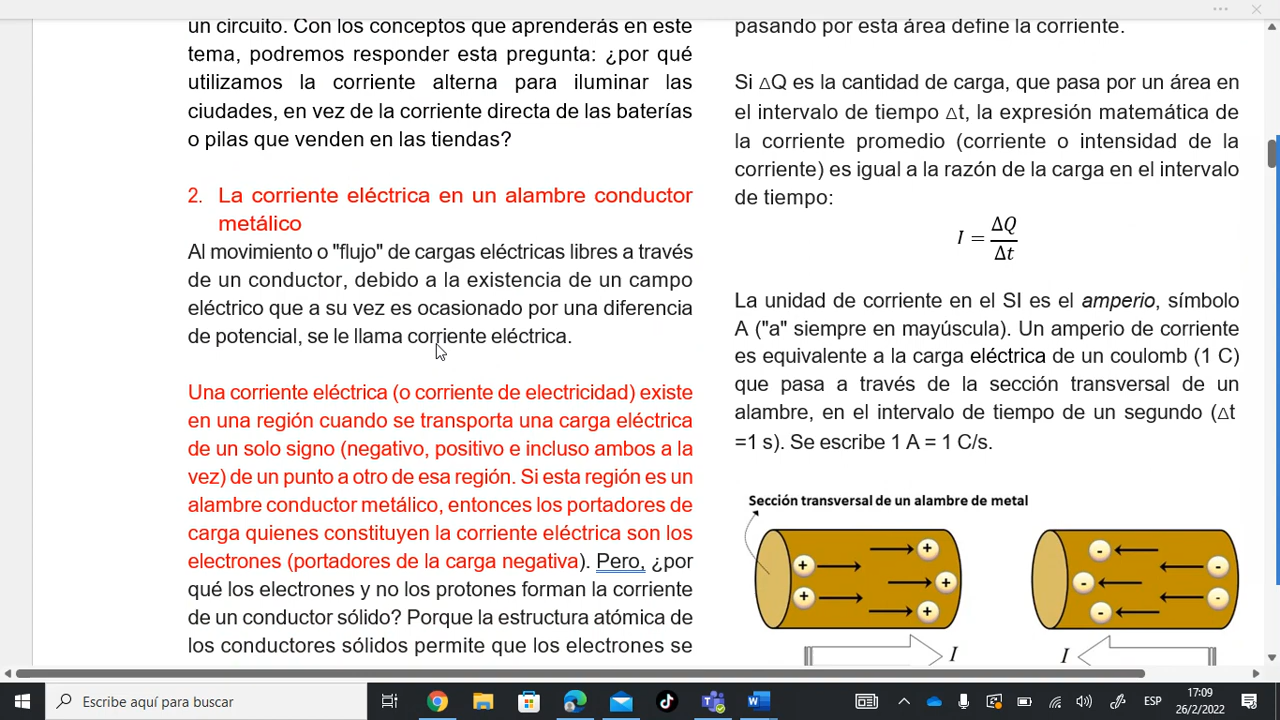 un circuito. Con los conceptos que aprenderás en este
tema, podremos responder esta pregunta: ¿por qué
utilizamos la corriente alterna para iluminar las
ciudades, en vez de la corriente directa de las baterías
o pilas que venden en las tiendas?
2. La corriente eléctrica en un alambre conductor
metálico
Al movimiento o "flujo" de cargas eléctricas libres a través
de un conductor, debido a la existencia de un campo
eléctrico que a su vez es ocasionado por una diferencia
de potencial, se le llama corriente eléctrica.
Una corriente eléctrica (o corriente de electricidad) existe
en una región cuando se transporta una carga eléctrica
de un solo signo (negativo, positivo e incluso ambos a la
vez) de un punto a otro de esa región. Si esta región es un
alambre conductor metálico, entonces los portadores de
carga quienes constituyen la corriente eléctrica son los
electrones (portadores de la carga negativa). Pero, ¿por
qué los electrones y no los protones forman la corriente
de un conductor sólido? Porque la estructura atómica de
los conductores sólidos permite que los electrones se
pasando por esta área define la corriente.
Si ΔQ es la cantidad de carga, que pasa por un área en
el intervalo de tiempo Δt, la expresión matemática de
la corriente promedio (corriente o intensidad de la
corriente) es igual a la razón de la carga en el intervalo
de tiempo:
I = ΔQ/Δt
La unidad de corriente en el SI es el amperio, símbolo
A ("a" siempre en mayúscula). Un amperio de corriente
es equivalente a la carga eléctrica de un coulomb (1 C)
que pasa a través de la sección transversal de un
alambre, en el intervalo de tiempo de un segundo (Δt
=1 s). Se escribe 1 A = 1 C/s.
Sección transversal de un alambre de metal
+ + + + +
- - - - - -
I I
Escribe aquí para buscar
ESP
17:09
26/2/2022